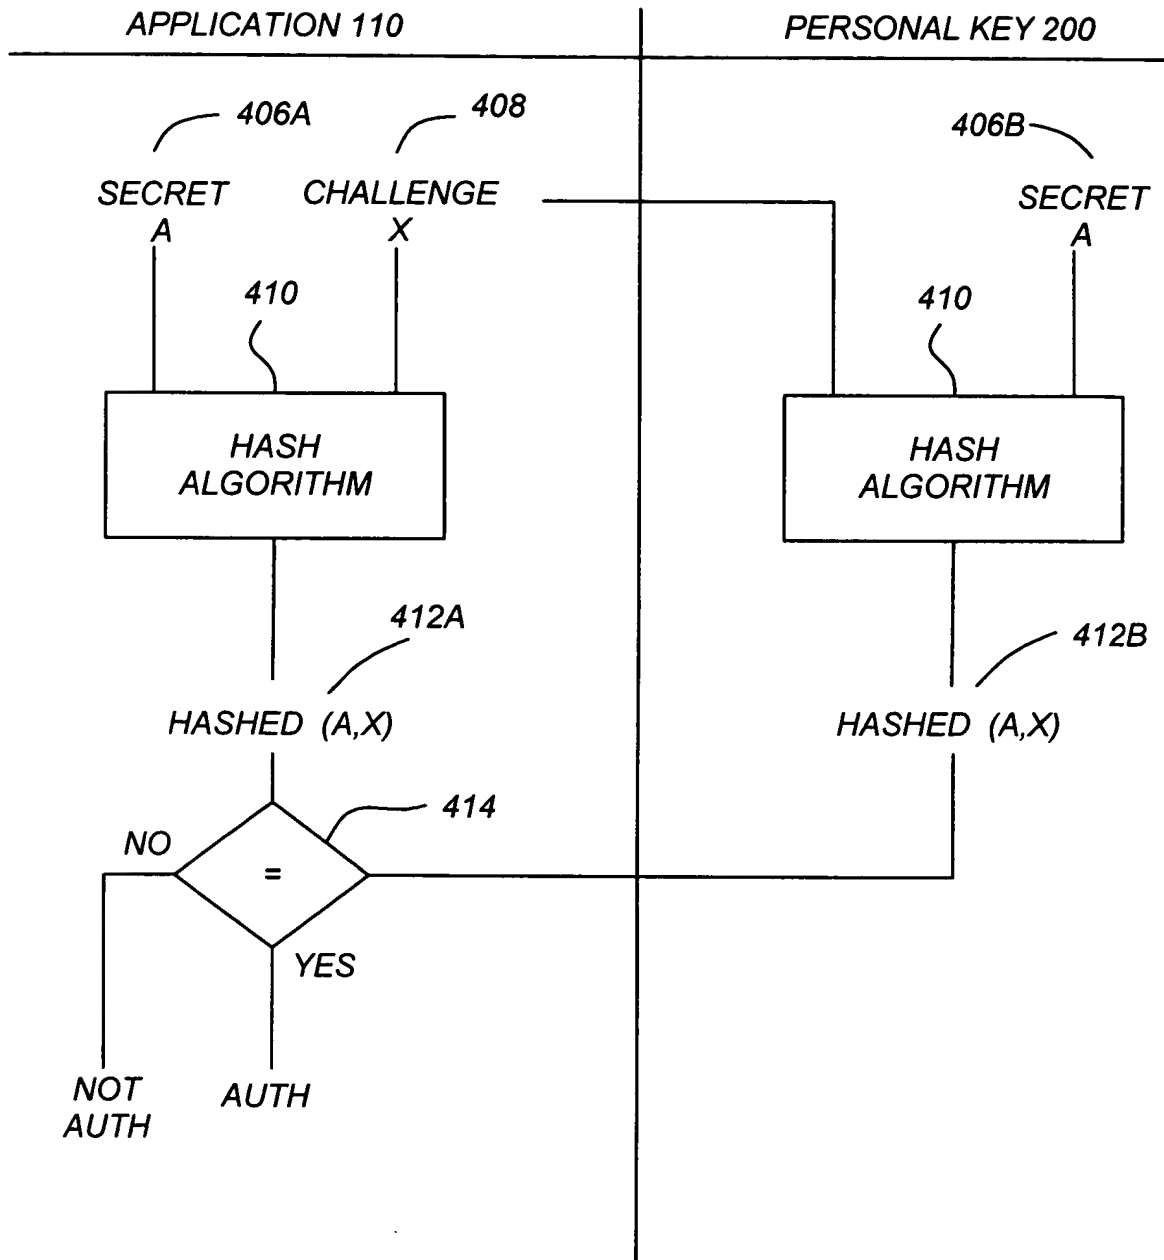 APPLICATION 110
PERSONAL KEY 200
406A
408
406B
SECRET
A
CHALLENGE
X
SECRET
A
410
410
HASH
ALGORITHM
HASH
ALGORITHM
412A
412B
HASHED (A,X)
HASHED (A,X)
414
NO
=
YES
NOT
AUTH
AUTH